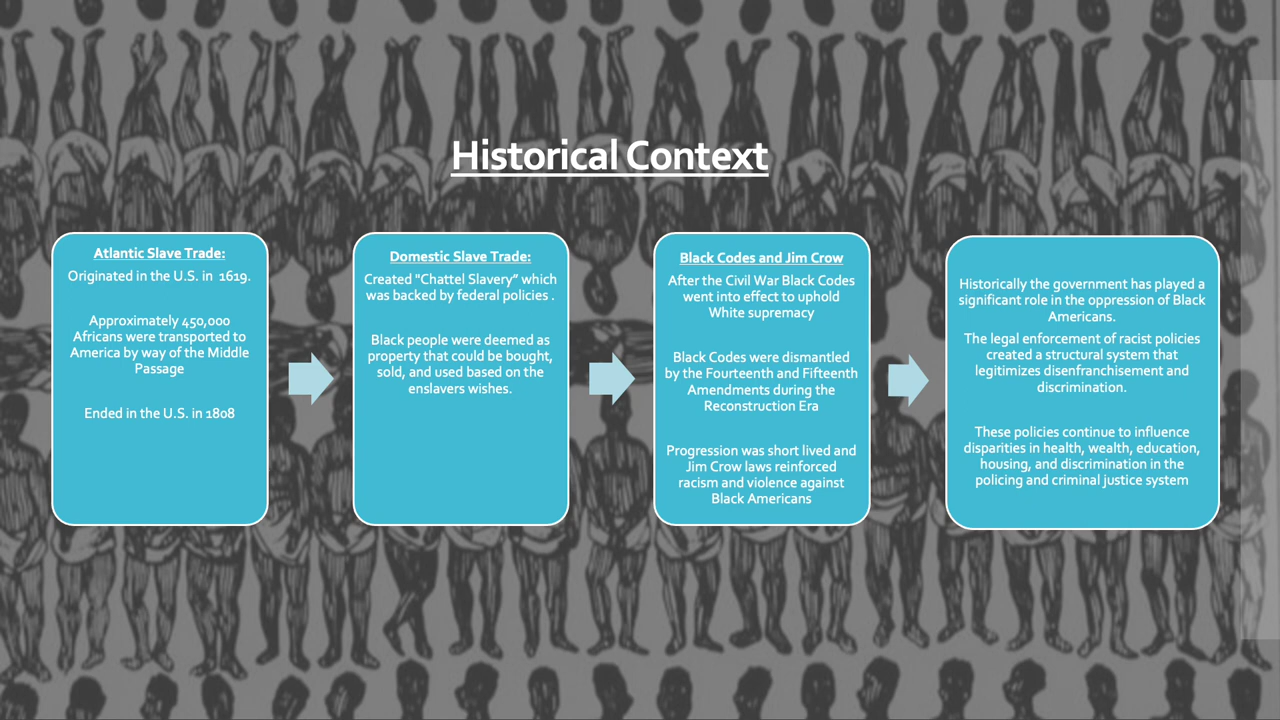 Historical Context
Atlantic Slave Trade:
Originated in the U.S. in 1619.
Approximately 450,000
Africans were transported to
America by way of the Middle
Passage
Ended in the U.S. in 1808
Domestic Slave Trade:
Created "Chattel Slavery” which
was backed by federal policies .
Black people were deemed as
property that could be bought,
sold, and used based on the
enslavers wishes.
Black Codes and Jim Crow
After the Civil War Black Codes
went into effect to uphold
White supremacy
Black Codes were dismantled
by the Fourteenth and Fifteenth
Amendments during the
Reconstruction Era
Progression was short lived and
Jim Crow laws reinforced
racism and violence against
Black Americans
Historically the government has played a
significant role in the oppression of Black
Americans.
The legal enforcement of racist policies
created a structural system that
legitimizes disenfranchisement and
discrimination.
These policies continue to influence
disparities in health, wealth, education,
housing, and discrimination in the
policing and criminal justice system